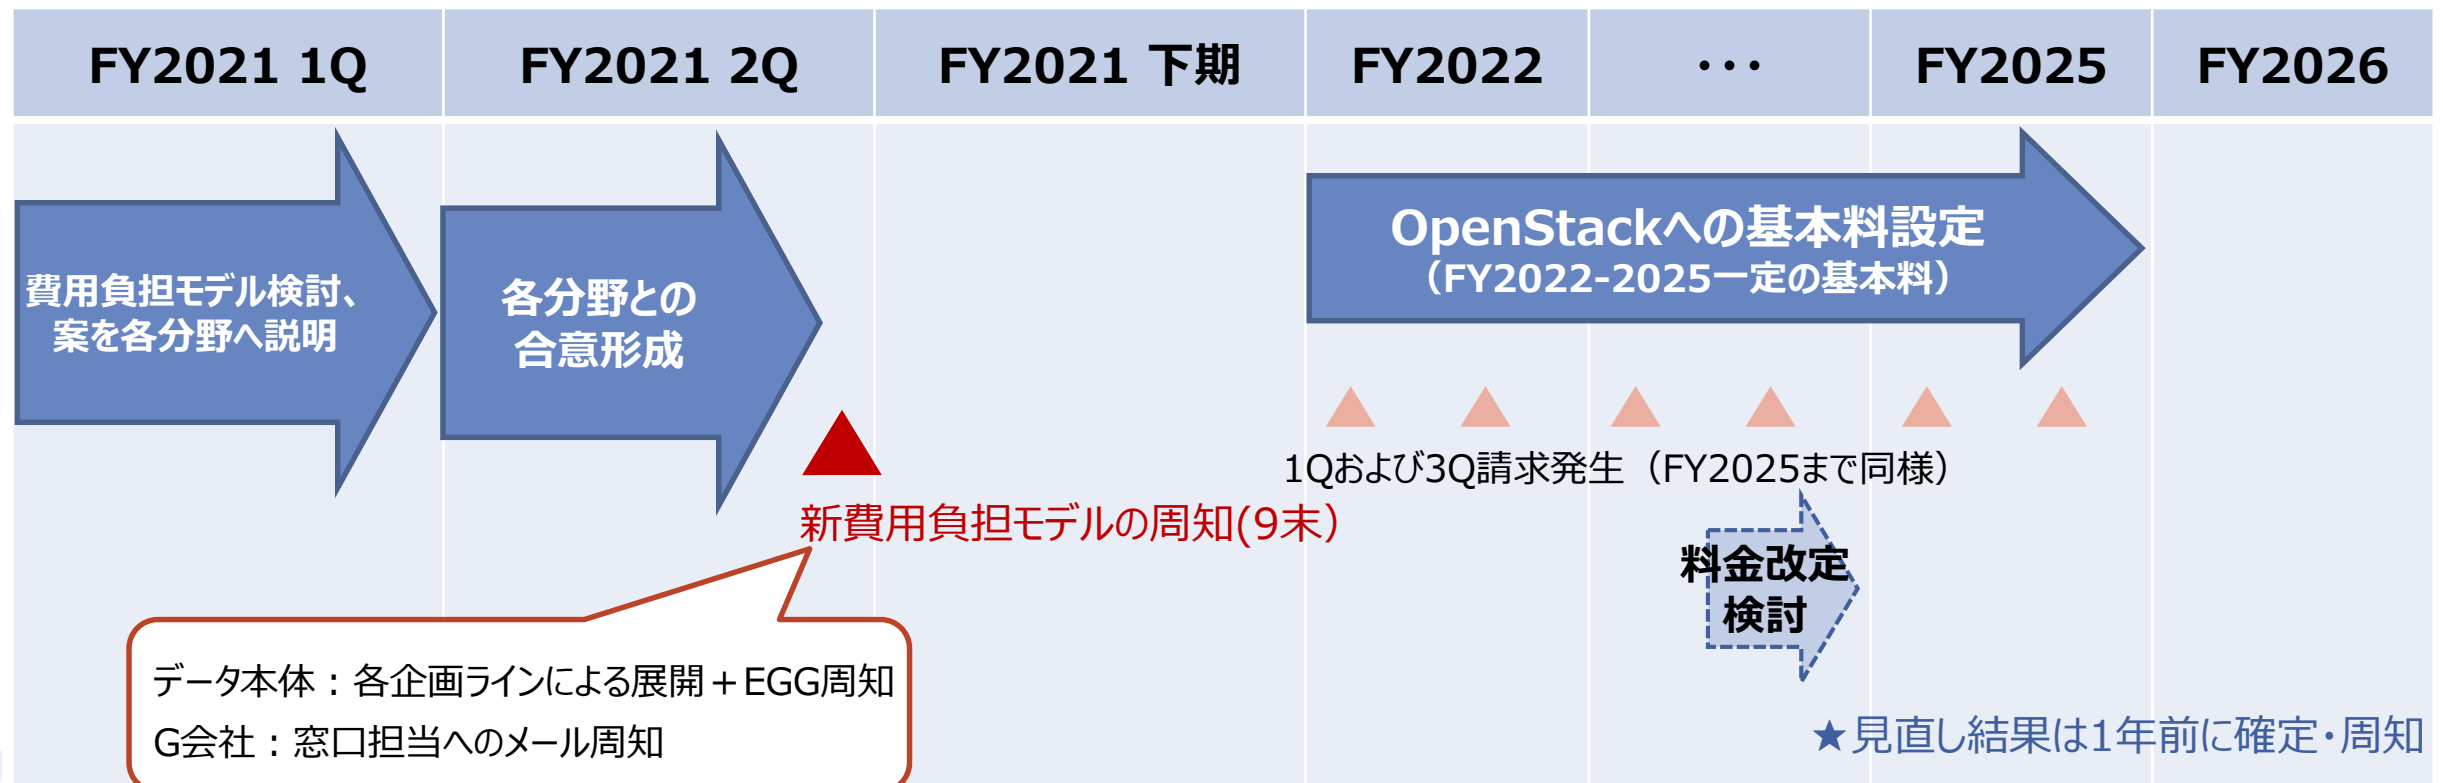 FY2021 1Q
FY2021 2Q
FY2021 下期
FY2022
・・・
FY2025
FY2026
費用負担モデル検討、
案を各分野へ説明
各分野との
合意形成
OpenStackへの基本料設定
（FY2022-2025一定の基本料）
1Qおよび3Q請求発生（FY2025まで同様）
新費用負担モデルの周知(9末）
料金改定
検討
データ本体：各企画ラインによる展開＋EGG周知
G会社：窓口担当へのメール周知
★見直し結果は1年前に確定・周知